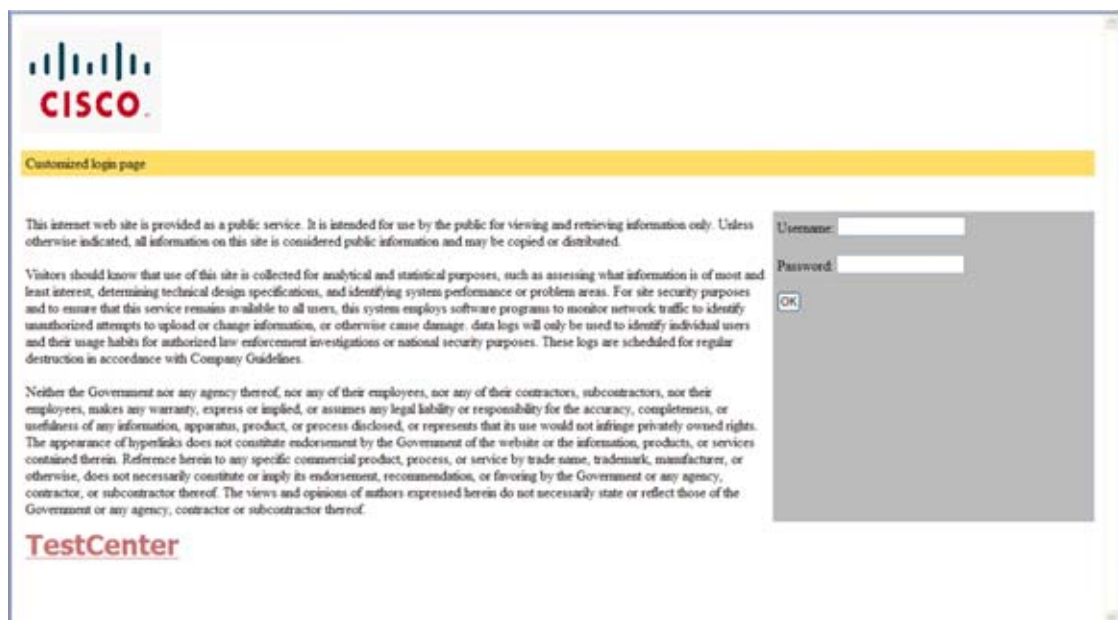 CISCO.
Customized login page
This internet web site is provided as a public service. It is intended for use by the public for viewing and retrieving information only. Unless
otherwise indicated, all information on this site is considered public information and may be copied or distributed.
Username:
Visitors should know that use of this site is collected for analytical and statistical purposes, such as assessing what information is of most and
least interest, determining technical design specifications, and identifying system performance or problem areas. For site security purposes
and to ensure that this service remains available to all users, this system employs software programs to monitor network traffic to identify
unauthorized attempts to upload or change information, or otherwise cause damage. data logs will only be used to identify individual users
and their usage habits for authorized law enforcement investigations or national security purposes. These logs are scheduled for regular
destruction in accordance with Company Guidelines.
Password:
OK
Neither the Government nor any agency thereof, nor any of their employees, nor any of their contractors, subcontractors, nor their
employees, makes any warranty, express or implied, or assumes any legal liability or responsibility for the accuracy, completeness, or
usefulness of any information, apparatus, product, or process disclosed, or represents that its use would not infringe privately owned rights.
The appearance of hyperlinks does not constitute endorsement by the Government of the website or the information, products, or services
contained therein. Reference herein to any specific commercial product, process, or service by trade name, trademark, manufacturer, or
otherwise, does not necessarily constitute or imply its endorsement, recommendation, or favoring by the Government or any agency,
contractor, or subcontractor thereof. The views and opinions of authors expressed herein do not necessarily state or reflect those of the
Government or any agency, contractor or subcontractor thereof.
TestCenter